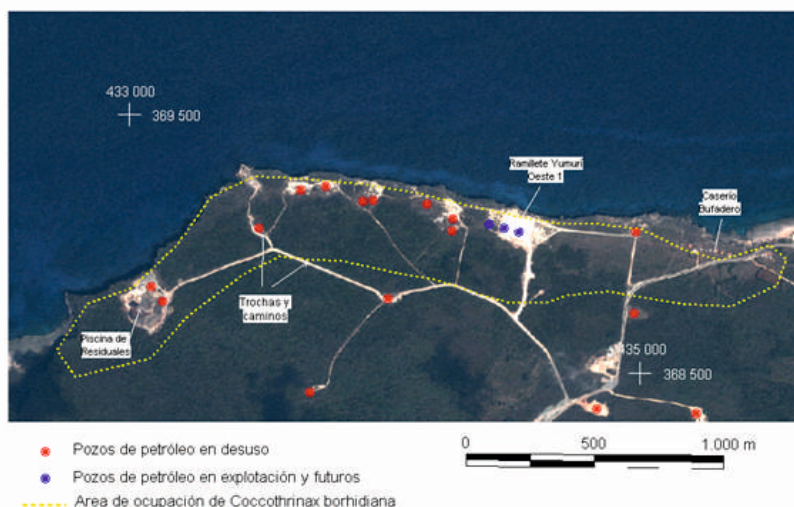 433 000
369 500
Ramillete Yumurí
Oeste 1
Caserío
Bufadero
Trochas y
caminos
Piscina de
Residuales
435 000
368 500
Pozos de petróleo en desuso
Pozos de petróleo en explotación y futuros
Area de ocupación de Coccothrinax borhidiana
0 500 1,000 m